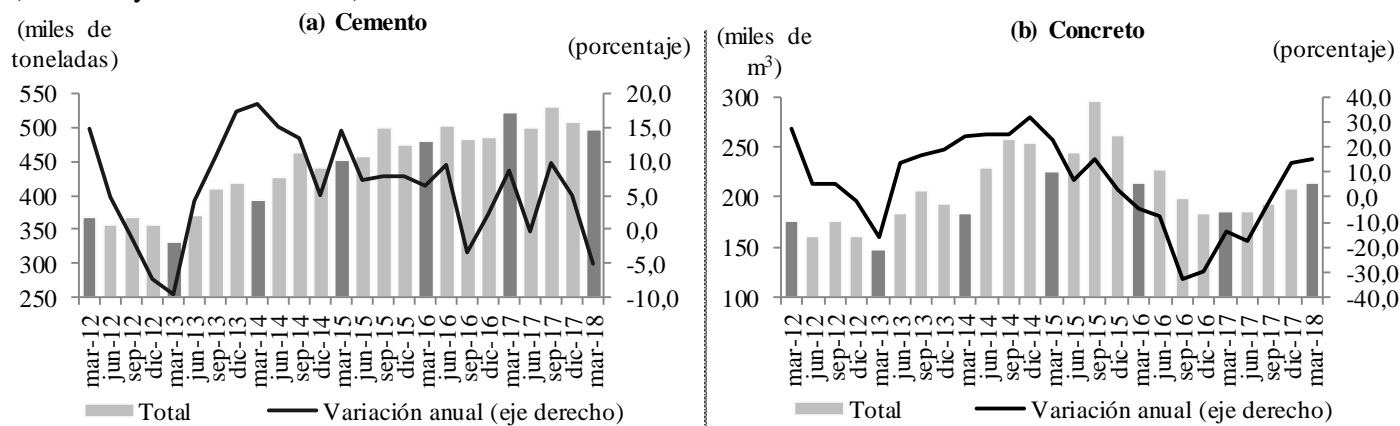 (a) Cemento
(miles de
toneladas)
(porcentaje)
550
500
450
400
350
300
250
20,0
15,0
10,0
5,0
0,0
-5,0
-10,0
mar-12
jun-12
sep-12
dic-12
mar-13
jun-13
sep-13
dic-13
mar-14
jun-14
sep-14
dic-14
mar-15
jun-15
sep-15
dic-15
mar-16
jun-16
sep-16
dic-16
mar-17
jun-17
sep-17
dic-17
mar-18
Total
Variación anual (eje derecho)
(b) Concreto
(miles de
m³)
(porcentaje)
300
250
200
150
100
40,0
30,0
20,0
10,0
0,0
-10,0
-20,0
-30,0
-40,0
mar-12
jun-12
sep-12
dic-12
mar-13
jun-13
sep-13
dic-13
mar-14
jun-14
sep-14
dic-14
mar-15
jun-15
sep-15
dic-15
mar-16
jun-16
sep-16
dic-16
mar-17
jun-17
sep-17
dic-17
mar-18
Total
Variación anual (eje derecho)